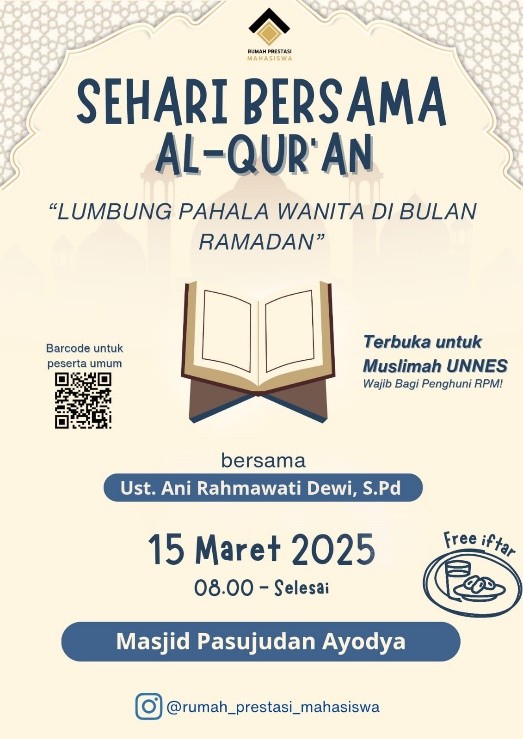 RUMAH PRESTASI
MAHASISWA
SEHARI BERSAMA
AL-QUR'AN
“LUMBUNG PAHALA WANITA DI BULAN
RAMADAN”
Barcode untuk
peserta umum
Terbuka untuk
Muslimah UNNES
Wajib Bagi Penghuni RPM!
bersama
Ust. Ani Rahmawati Dewi, S.Pd
15 Maret 2025
08.00 - Selesai
Free iftar
Masjid Pasujudan Ayodya
@rumah_prestasi_mahasiswa